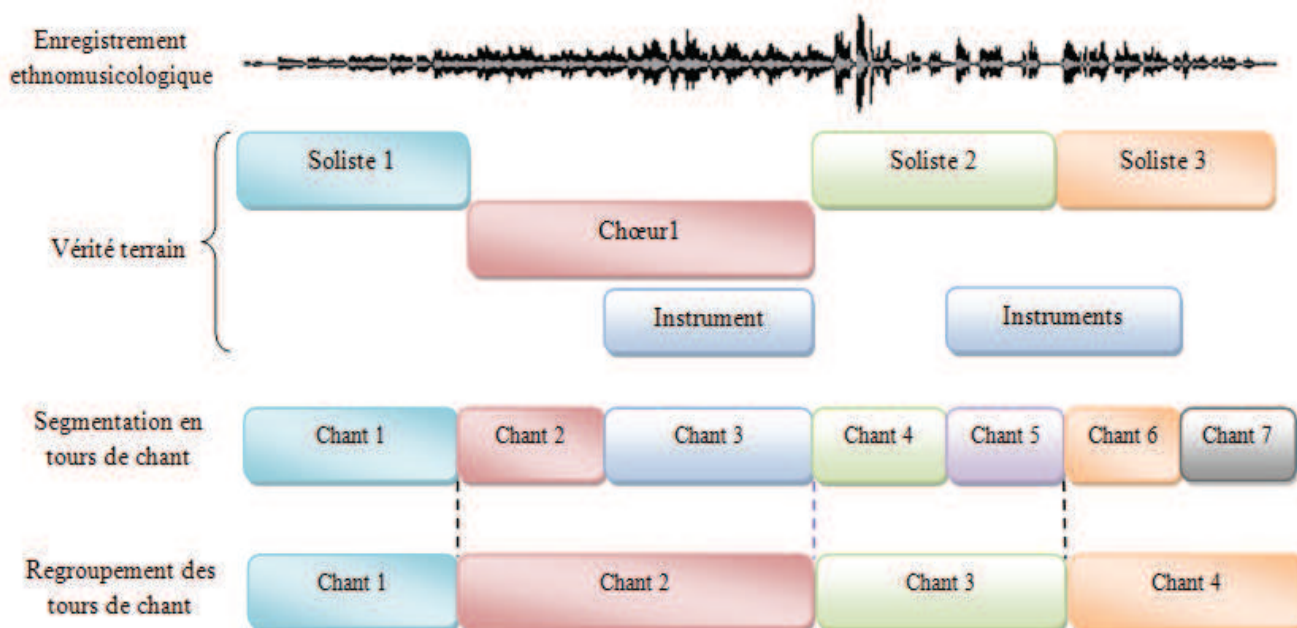 Enregistrement
ethnomusicologique
Soliste 1
Soliste 2
Soliste 3
Chœur1
Vérité terrain
Instrument
Instruments
Segmentation en
tours de chant
Chant 1
Chant 2
Chant 3
Chant 4
Chant 5
Chant 6
Chant 7
Regroupement des
tours de chant
Chant 1
Chant 2
Chant 3
Chant 4